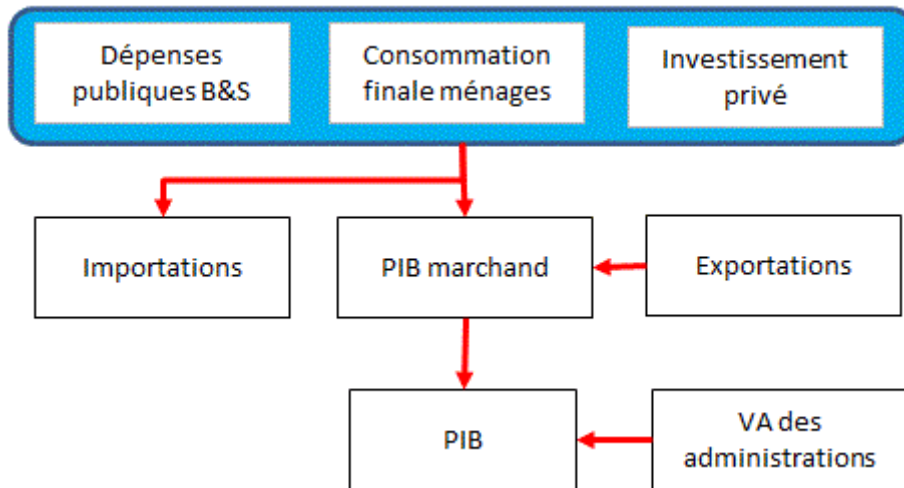 Dépenses
publiques B&S
Consommation
finale ménages
Investissement
privé
Importations
PIB marchand
Exportations
PIB
VA des
administrations